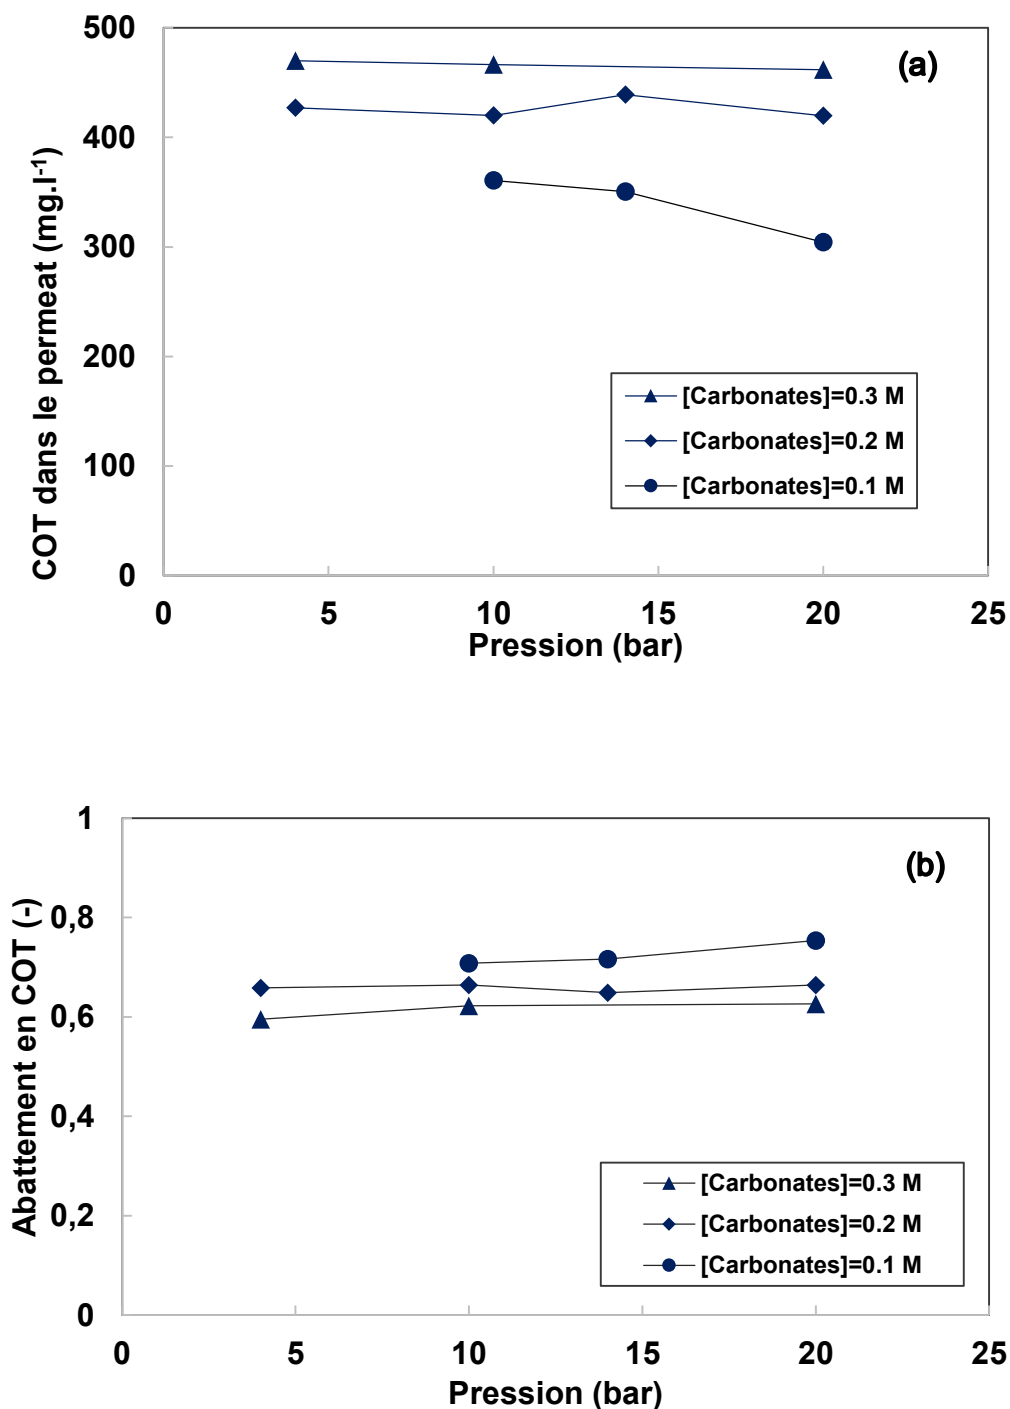 500
400
300
200
100
0
COT dans le permeat (mg.l-1)
(a)
[Carbonates]=0.3 M
[Carbonates]=0.2 M
[Carbonates]=0.1 M
0 5 10 15 20 25
Pression (bar)
1
0,8
0,6
0,4
0,2
0
Abattement en COT (-)
(b)
[Carbonates]=0.3 M
[Carbonates]=0.2 M
[Carbonates]=0.1 M
0 5 10 15 20 25
Pression (bar)